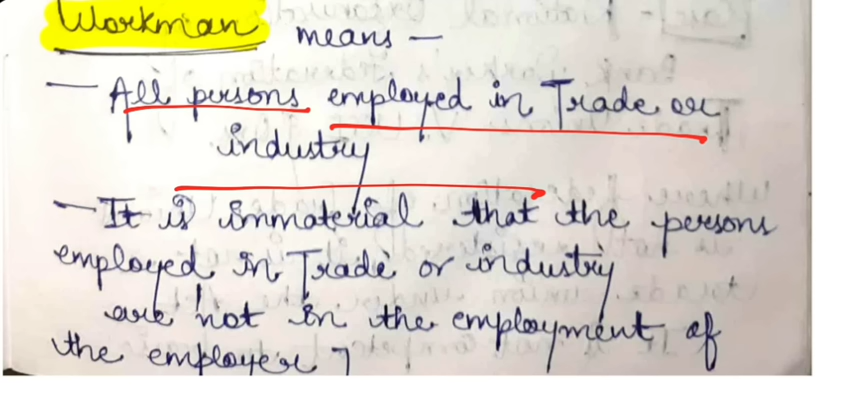 Workman means —
— All persons employed in Trade or
industry
— It is immaterial that the persons
employed in Trade or industry
are not in the employment of
the employer